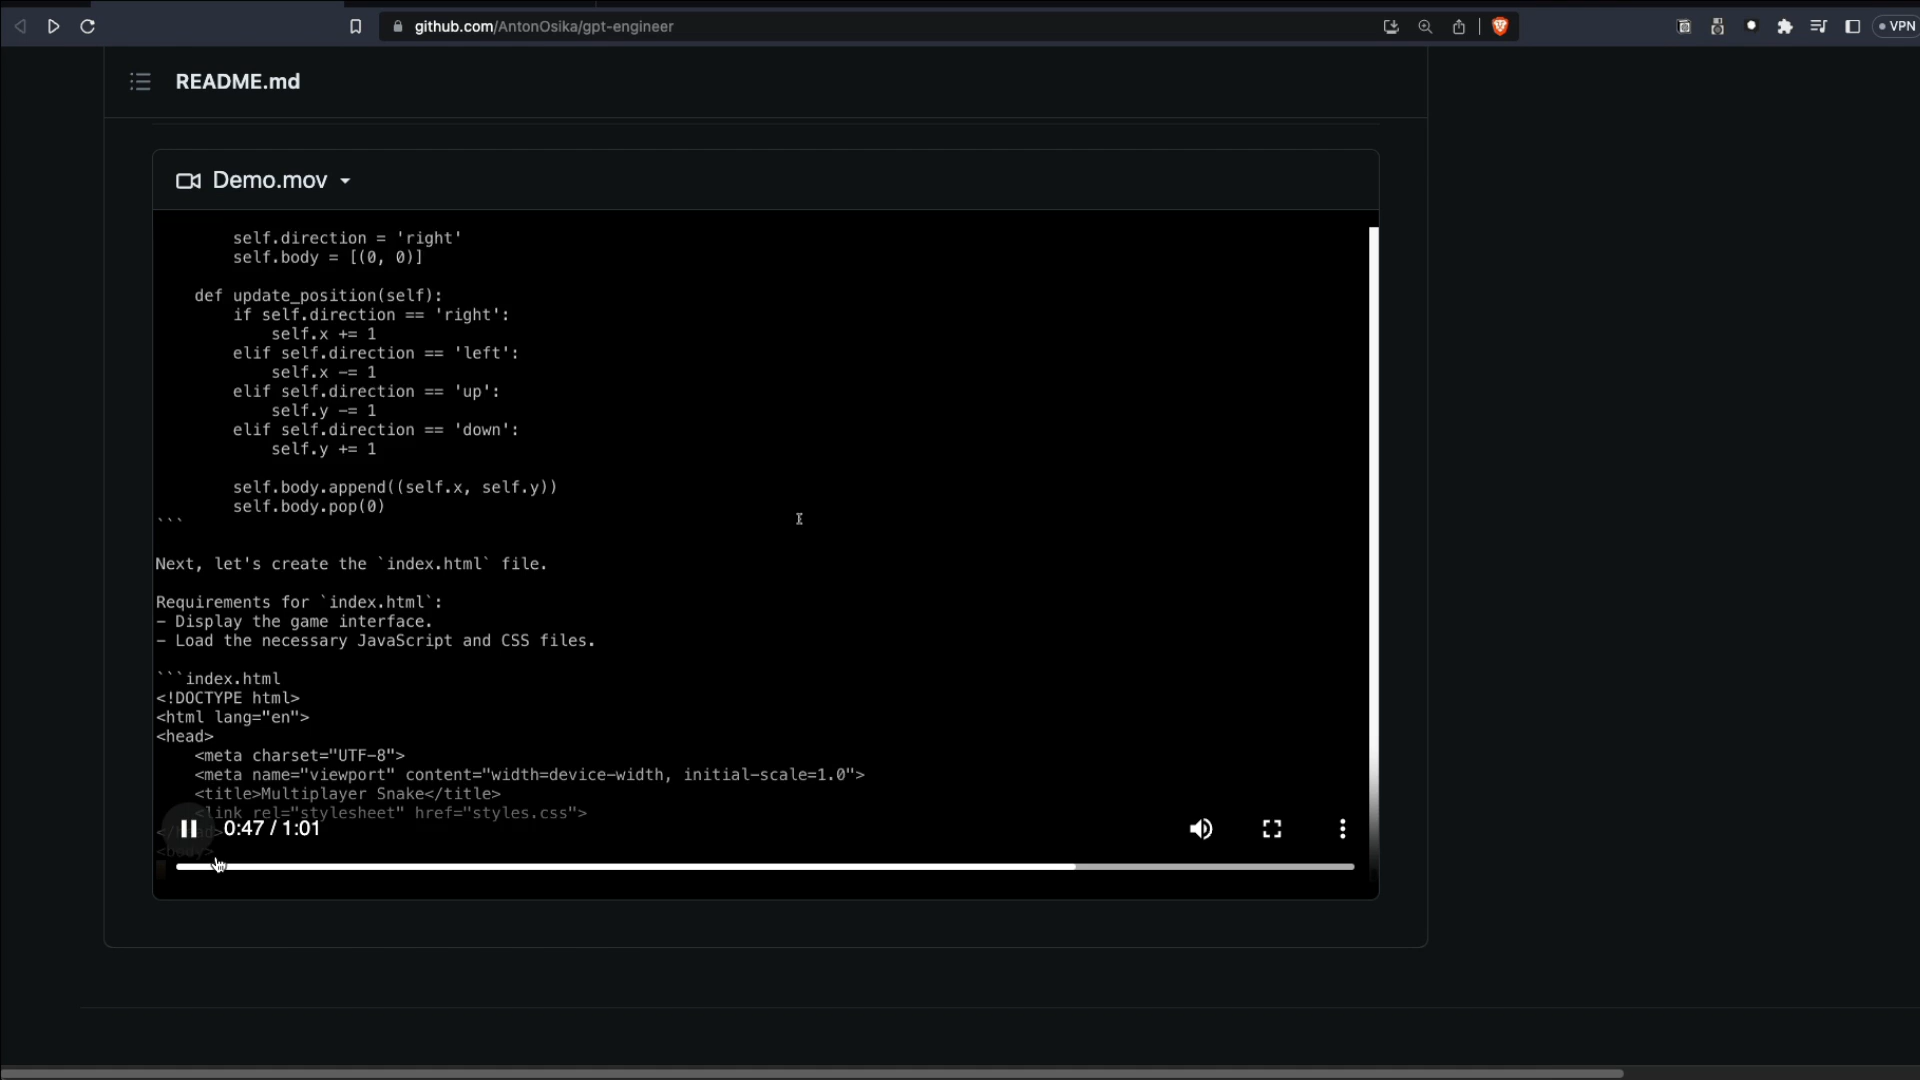 github.com/AntonOsika/gpt-engineer
VPN
README.md
Demo.mov
self.direction = 'right'
self.body = [(0, 0)]
def update_position(self):
if self.direction == 'right':
self.x += 1
elif self.direction == 'left':
self.x -= 1
elif self.direction == 'up':
self.y -= 1
elif self.direction == 'down':
self.y += 1
self.body.append((self.x, self.y))
self.body.pop(0)
```
Next, let's create the `index.html` file.
Requirements for `index.html`:
- Display the game interface.
- Load the necessary JavaScript and CSS files.
```index.html
<!DOCTYPE html>
<html lang="en">
<head>
<meta charset="UTF-8">
<meta name="viewport" content="width=device-width, initial-scale=1.0">
<title>Multiplayer Snake</title>
<link rel="stylesheet" href="styles.css">
</head>
0:47 / 1:01
<body>